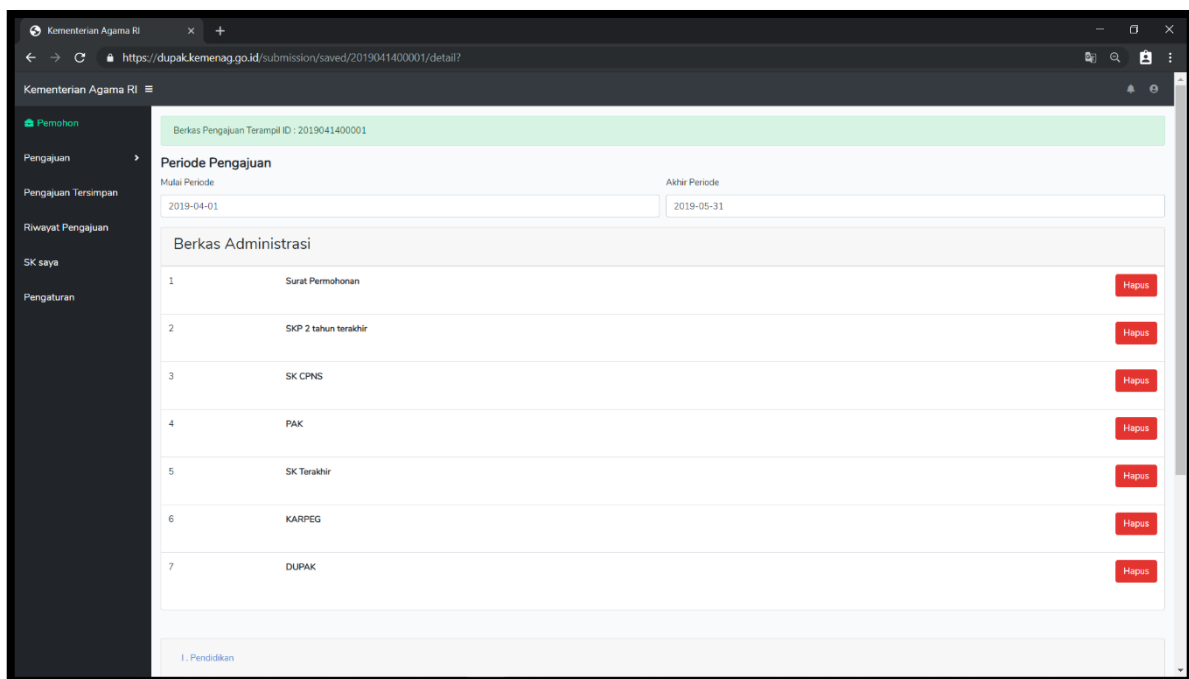 Kementerian Agama RI
https://dupak.kemenag.go.id/submission/saved/2019041400001/detail?
Kementerian Agama RI
Pemohon
Pengajuan
Pengajuan Tersimpan
Riwayat Pengajuan
SK saya
Pengaturan
Berkas Pengajuan Terampil ID : 2019041400001
Periode Pengajuan
Mulai Periode Akhir Periode
2019-04-01 2019-05-31
Berkas Administrasi
1 Surat Permohonan Hapus
2 SKP 2 tahun terakhir Hapus
3 SK CPNS Hapus
4 PAK Hapus
5 SK Terakhir Hapus
6 KARPEG Hapus
7 DUPAK Hapus
I . Pendidikan